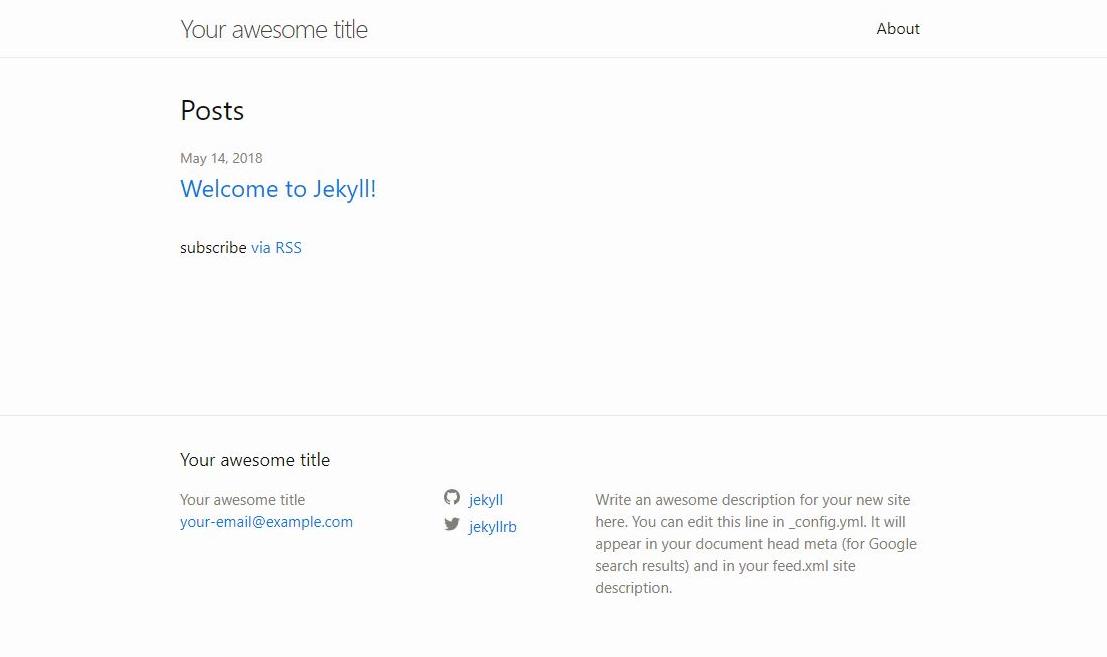 Your awesome title
About
Posts
May 14, 2018
Welcome to Jekyll!
subscribe via RSS
Your awesome title
Your awesome title
your-email@example.com
jekyll
jekyllrb
Write an awesome description for your new site
here. You can edit this line in _config.yml. It will
appear in your document head meta (for Google
search results) and in your feed.xml site
description.